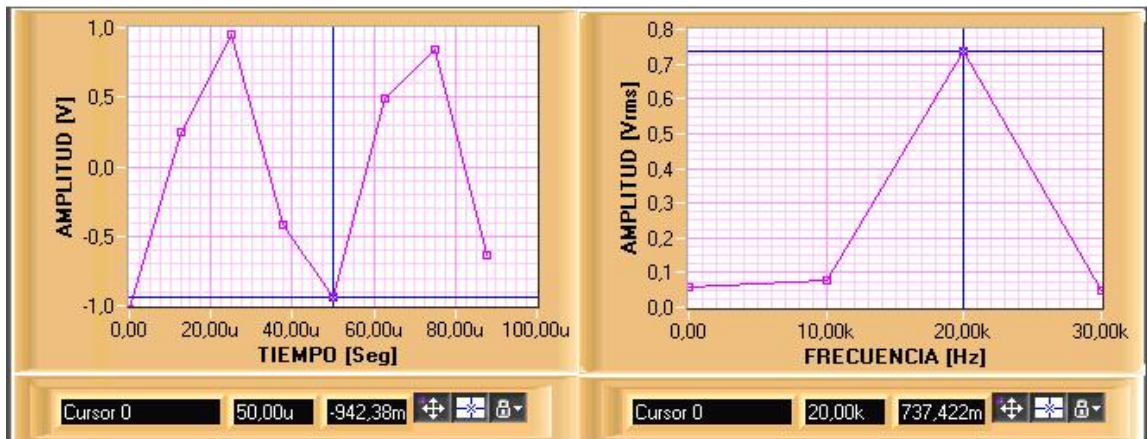 1,0
0,5
0,0
-0,5
-1,0
AMPLITUD [V]
0,00 20,00u 40,00u 60,00u 80,00u 100,00u
TIEMPO [Seg]
Cursor 0 50,00u -942,38m
0,8
0,7
0,6
0,5
0,4
0,3
0,2
0,1
0,0
AMPLITUD [Vrms]
0,00 10,00k 20,00k 30,00k
FRECUENCIA [Hz]
Cursor 0 20,00k 737,422m